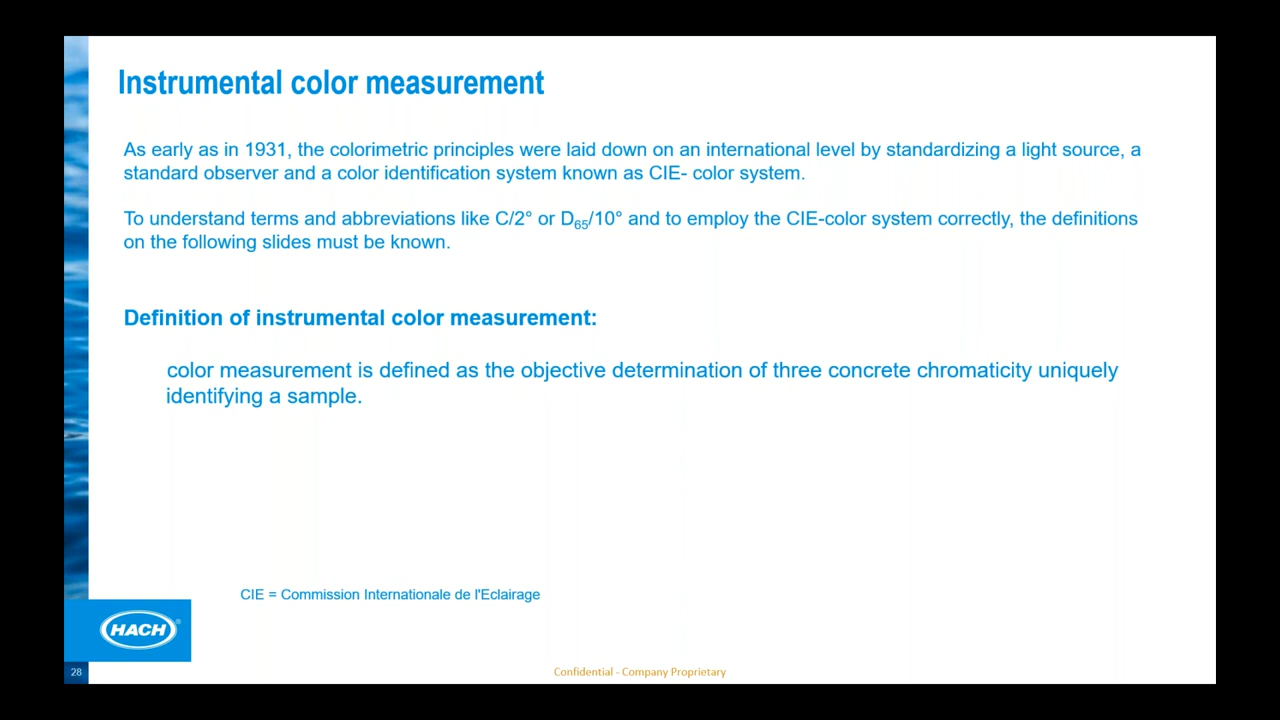 Instrumental color measurement
As early as in 1931, the colorimetric principles were laid down on an international level by standardizing a light source, a
standard observer and a color identification system known as CIE- color system.
To understand terms and abbreviations like C/2° or D65/10° and to employ the CIE-color system correctly, the definitions
on the following slides must be known.
Definition of instrumental color measurement:
color measurement is defined as the objective determination of three concrete chromaticity uniquely
identifying a sample.
CIE = Commission Internationale de l'Eclairage
HACH®
28
Confidential - Company Proprietary